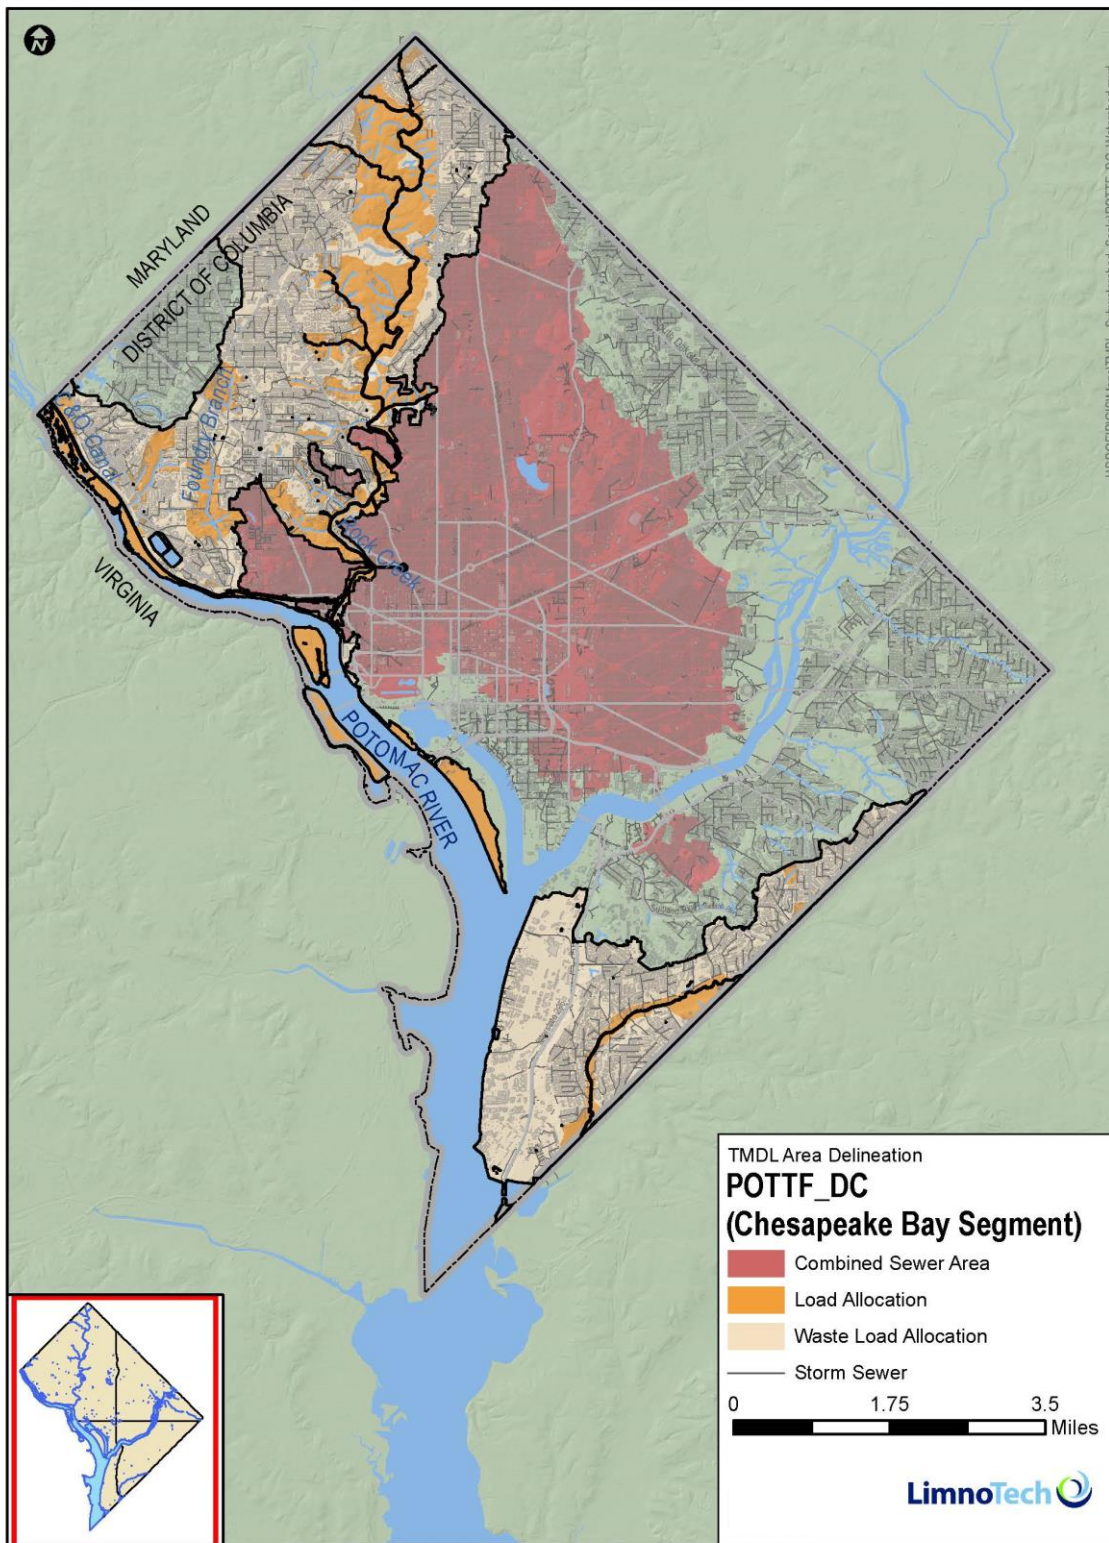 N
MARYLAND
DISTRICT OF COLUMBIA
C&O Canal
Foundry Branch
Rock Creek
VIRGINIA
POTOMAC RIVER
TMDL Area Delineation
POTTF_DC
(Chesapeake Bay Segment)
Combined Sewer Area
Load Allocation
Waste Load Allocation
Storm Sewer
0 1.75 3.5
Miles
LimnoTech